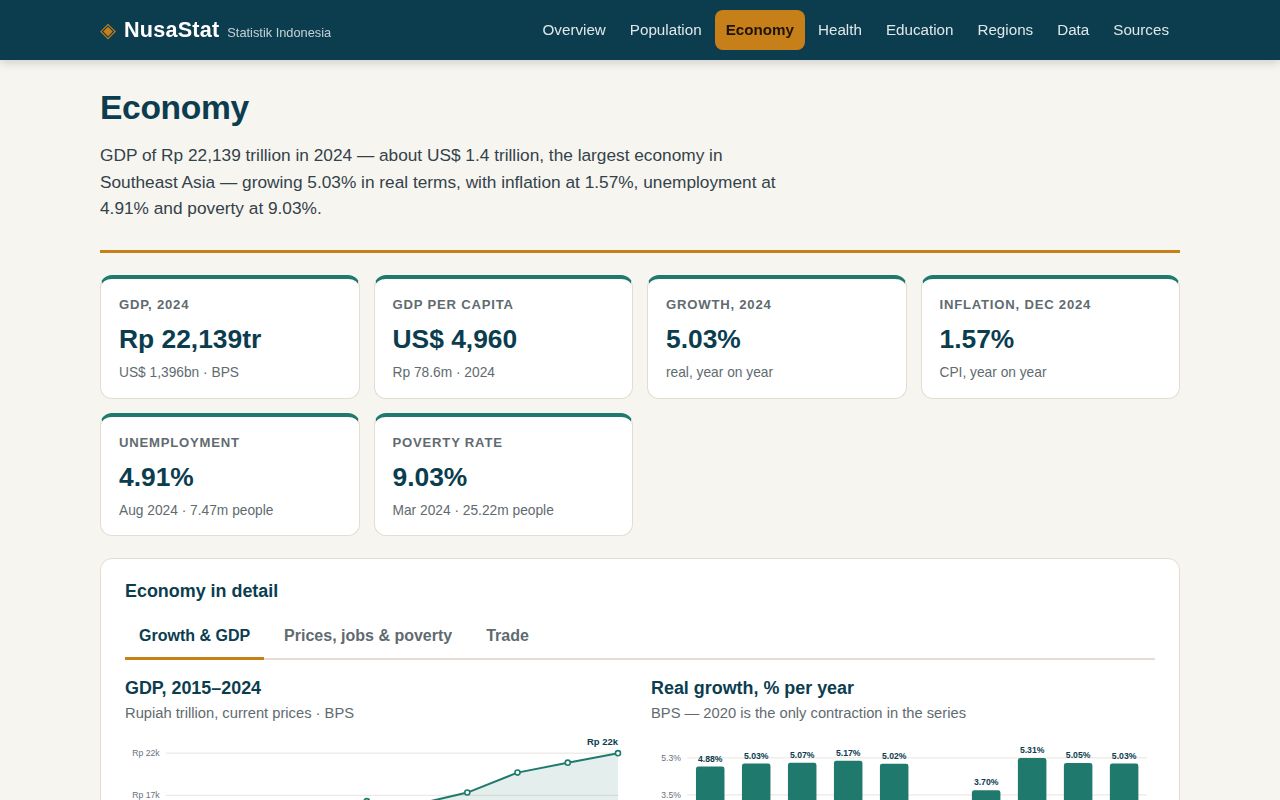 ◈ NusaStat Statistik Indonesia
Overview Population Economy Health Education Regions Data Sources
Economy
GDP of Rp 22,139 trillion in 2024 — about US$ 1.4 trillion, the largest economy in
Southeast Asia — growing 5.03% in real terms, with inflation at 1.57%, unemployment at
4.91% and poverty at 9.03%.
GDP, 2024
Rp 22,139tr
US$ 1,396bn · BPS
GDP PER CAPITA
US$ 4,960
Rp 78.6m · 2024
GROWTH, 2024
5.03%
real, year on year
INFLATION, DEC 2024
1.57%
CPI, year on year
UNEMPLOYMENT
4.91%
Aug 2024 · 7.47m people
POVERTY RATE
9.03%
Mar 2024 · 25.22m people
Economy in detail
Growth & GDP Prices, jobs & poverty Trade
GDP, 2015–2024
Rupiah trillion, current prices · BPS
Rp 22k
Rp 22k
Rp 17k
Real growth, % per year
BPS — 2020 is the only contraction in the series
5.3%
3.5%
4.88% 5.03% 5.07% 5.17% 5.02% 3.70% 5.31% 5.05% 5.03%